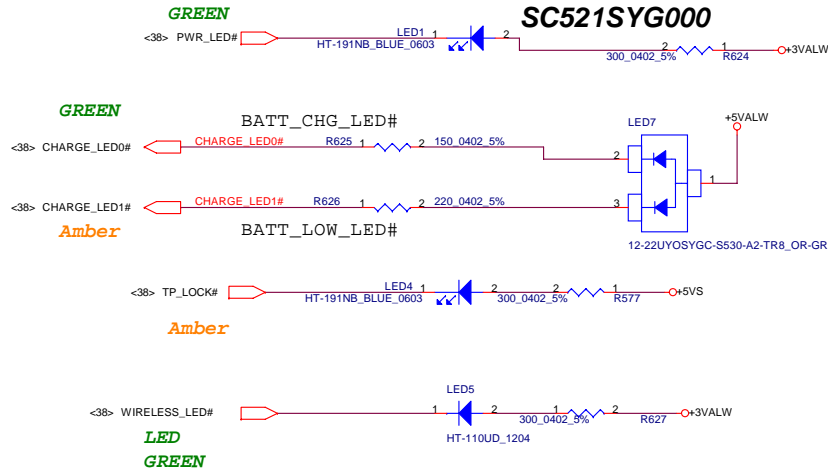 GREEN
SC521SYG000
<38> PWR_LED#
LED1
1
2
HT-191NB_BLUE_0603
2
1
300_0402_5%
R624
+3VALW
GREEN
BATT_CHG_LED#
LED7
+5VALW
<38> CHARGE_LED0#
CHARGE_LED0#
R625
1
2
150_0402_5%
2
1
<38> CHARGE_LED1#
CHARGE_LED1#
R626
1
2
220_0402_5%
3
Amber
BATT_LOW_LED#
12-22UYOSYGC-S530-A2-TR8_OR-GR
<38> TP_LOCK#
LED4
1
2
HT-191NB_BLUE_0603
2
1
300_0402_5%
R577
+5VS
Amber
LED5
<38> WIRELESS_LED#
1
2
HT-110UD_1204
1
2
300_0402_5%
R627
+3VALW
LED
GREEN